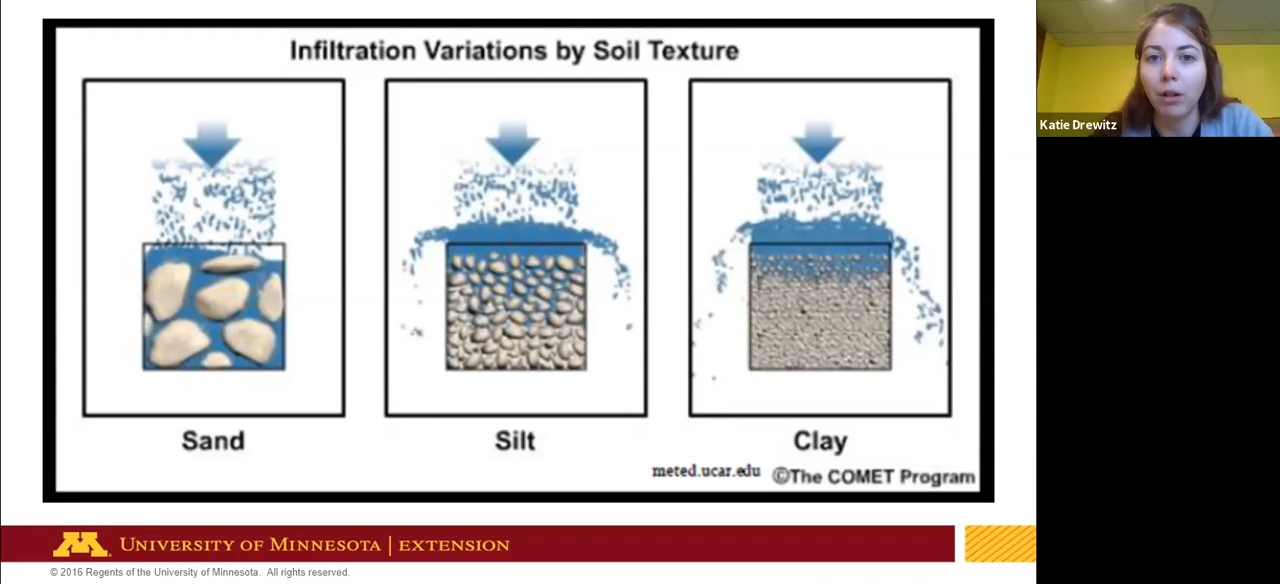 Infiltration Variations by Soil Texture
Sand
Silt
Clay
meted.ucar.edu ©The COMET Program
UNIVERSITY OF MINNESOTA | EXTENSION
© 2016 Regents of the University of Minnesota. All rights reserved.
Katie Drewitz